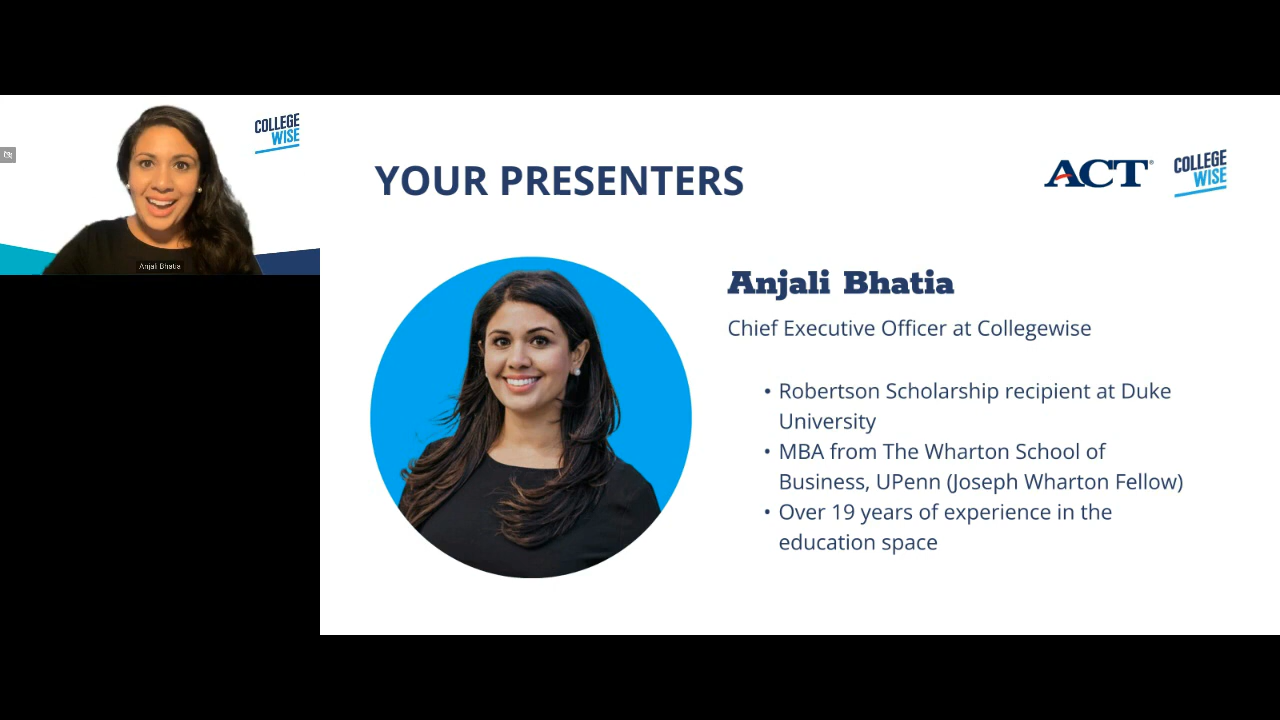 COLLEGE
WISE
Anjali Bhatia
YOUR PRESENTERS
ACT®
COLLEGE
WISE
Anjali Bhatia
Chief Executive Officer at Collegewise
• Robertson Scholarship recipient at Duke
University
• MBA from The Wharton School of
Business, UPenn (Joseph Wharton Fellow)
• Over 19 years of experience in the
education space